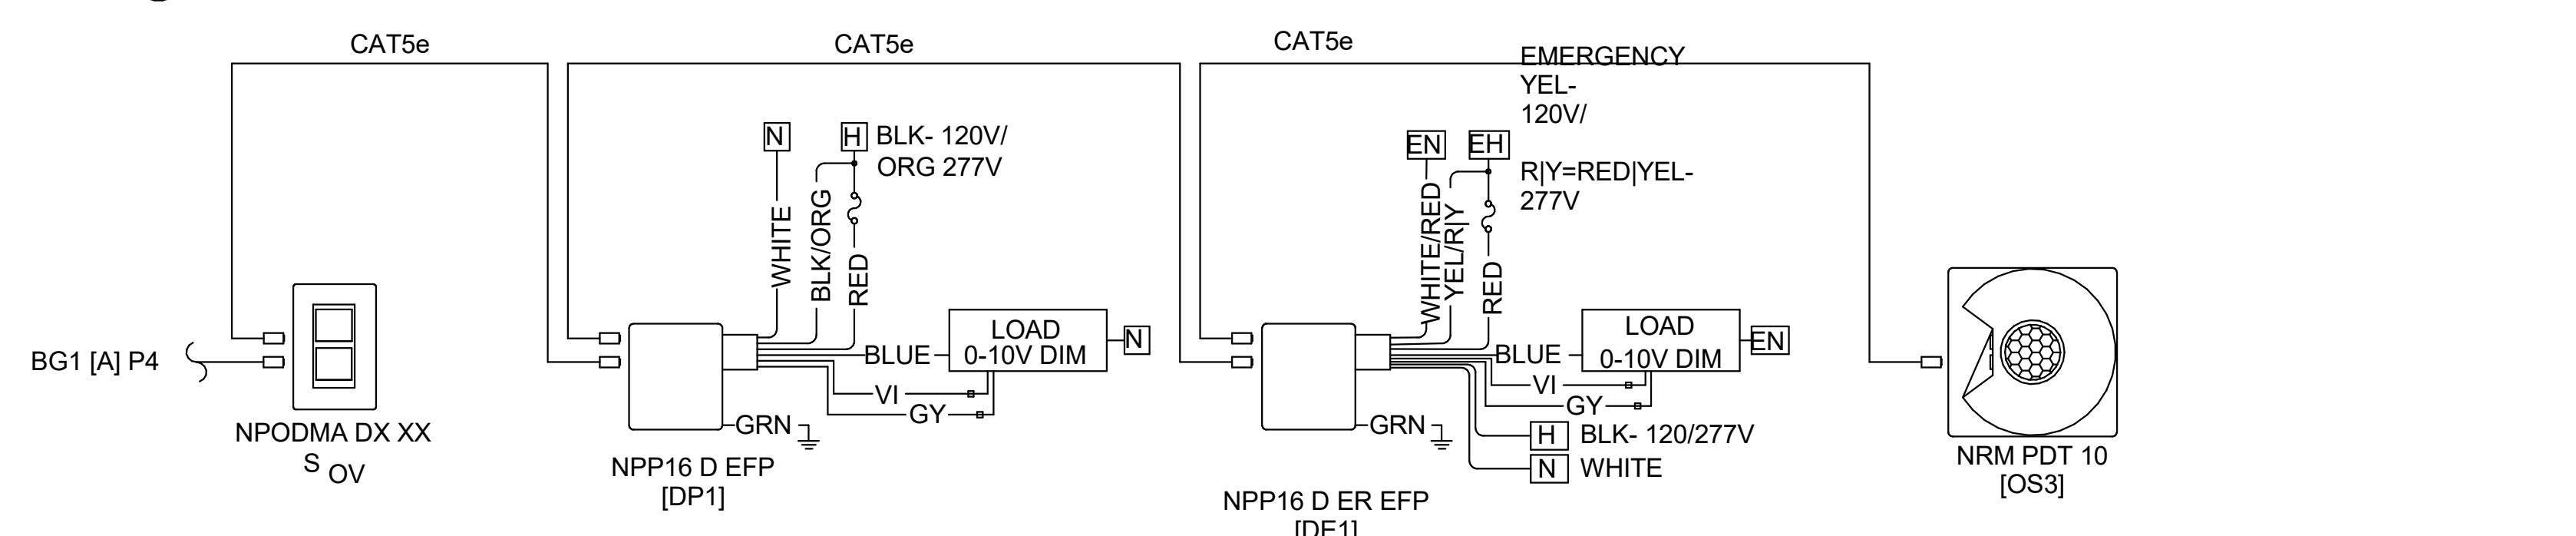 CAT5e
CAT5e
CAT5e
EMERGENCY
YEL-
120V/
N
H
BLK- 120V/
ORG 277V
EN
EH
R|Y=RED|YEL-
277V
WHITE
BLK/ORG
RED
WHITE/RED
YEL/R|Y
RED
LOAD
0-10V DIM
N
LOAD
0-10V DIM
EN
BG1 [A] P4
BLUE
VI
GY
GRN
BLUE
VI
GY
GRN
H
BLK- 120/277V
N
WHITE
NPODMA DX XX
S
OV
NPP16 D EFP
[DP1]
NPP16 D ER EFP
[DE1]
NRM PDT 10
[OS3]